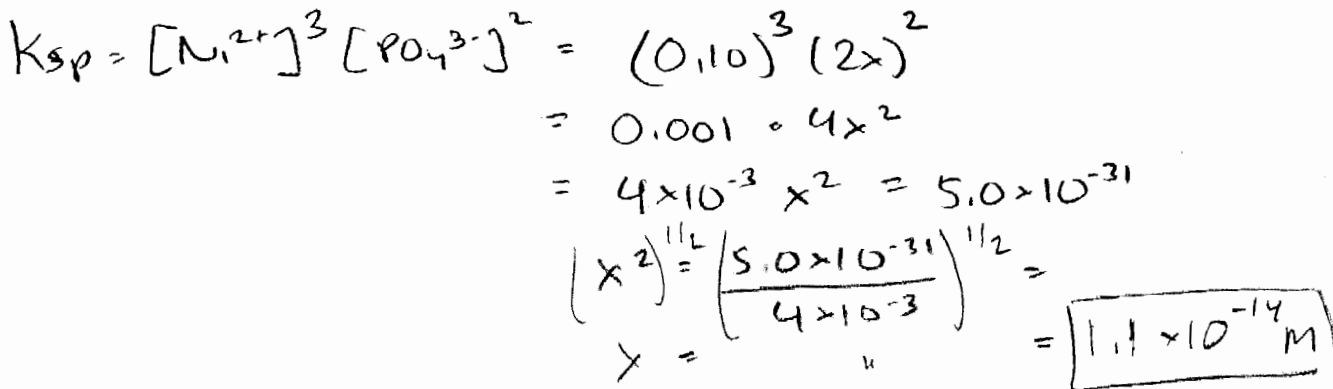 Ksp = [Ni²⁺]³ [PO₄³⁻]² = (0.10)³ (2x)²
= 0.001 · 4x²
= 4×10⁻³ x² = 5.0×10⁻³¹
(x²)^1/2 = (5.0×10⁻³¹ / 4×10⁻³)^1/2 =
x = " = 1.1 ×10⁻¹⁴ M